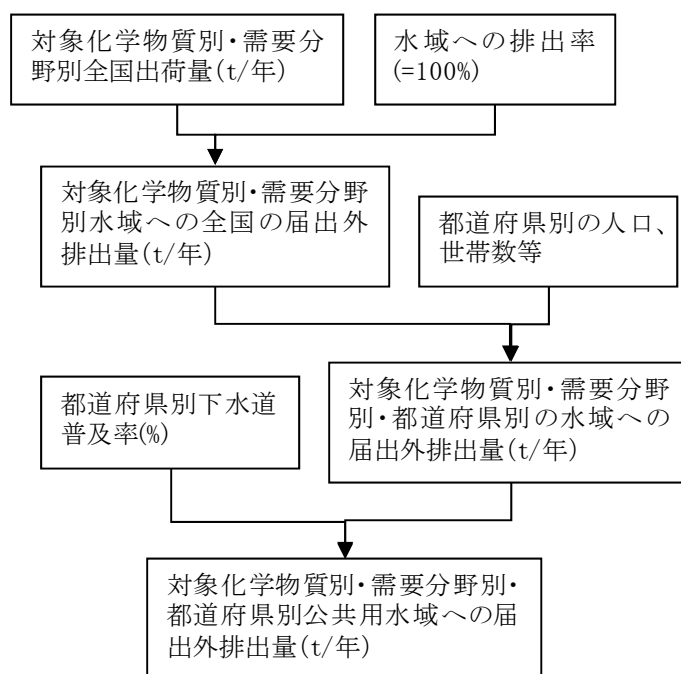 対象化学物質別・需要分
野別全国出荷量(t/年)
水域への排出率
(=100%)
対象化学物質別・需要分野
別水域への全国の届出外
排出量(t/年)
都道府県別の人口、
世帯数等
都道府県別下水道
普及率(%)
対象化学物質別・需要分野
別・都道府県別の水域への
届出外排出量(t/年)
対象化学物質別・需要分野別・
都道府県別公共用水域への届
出外排出量(t/年)